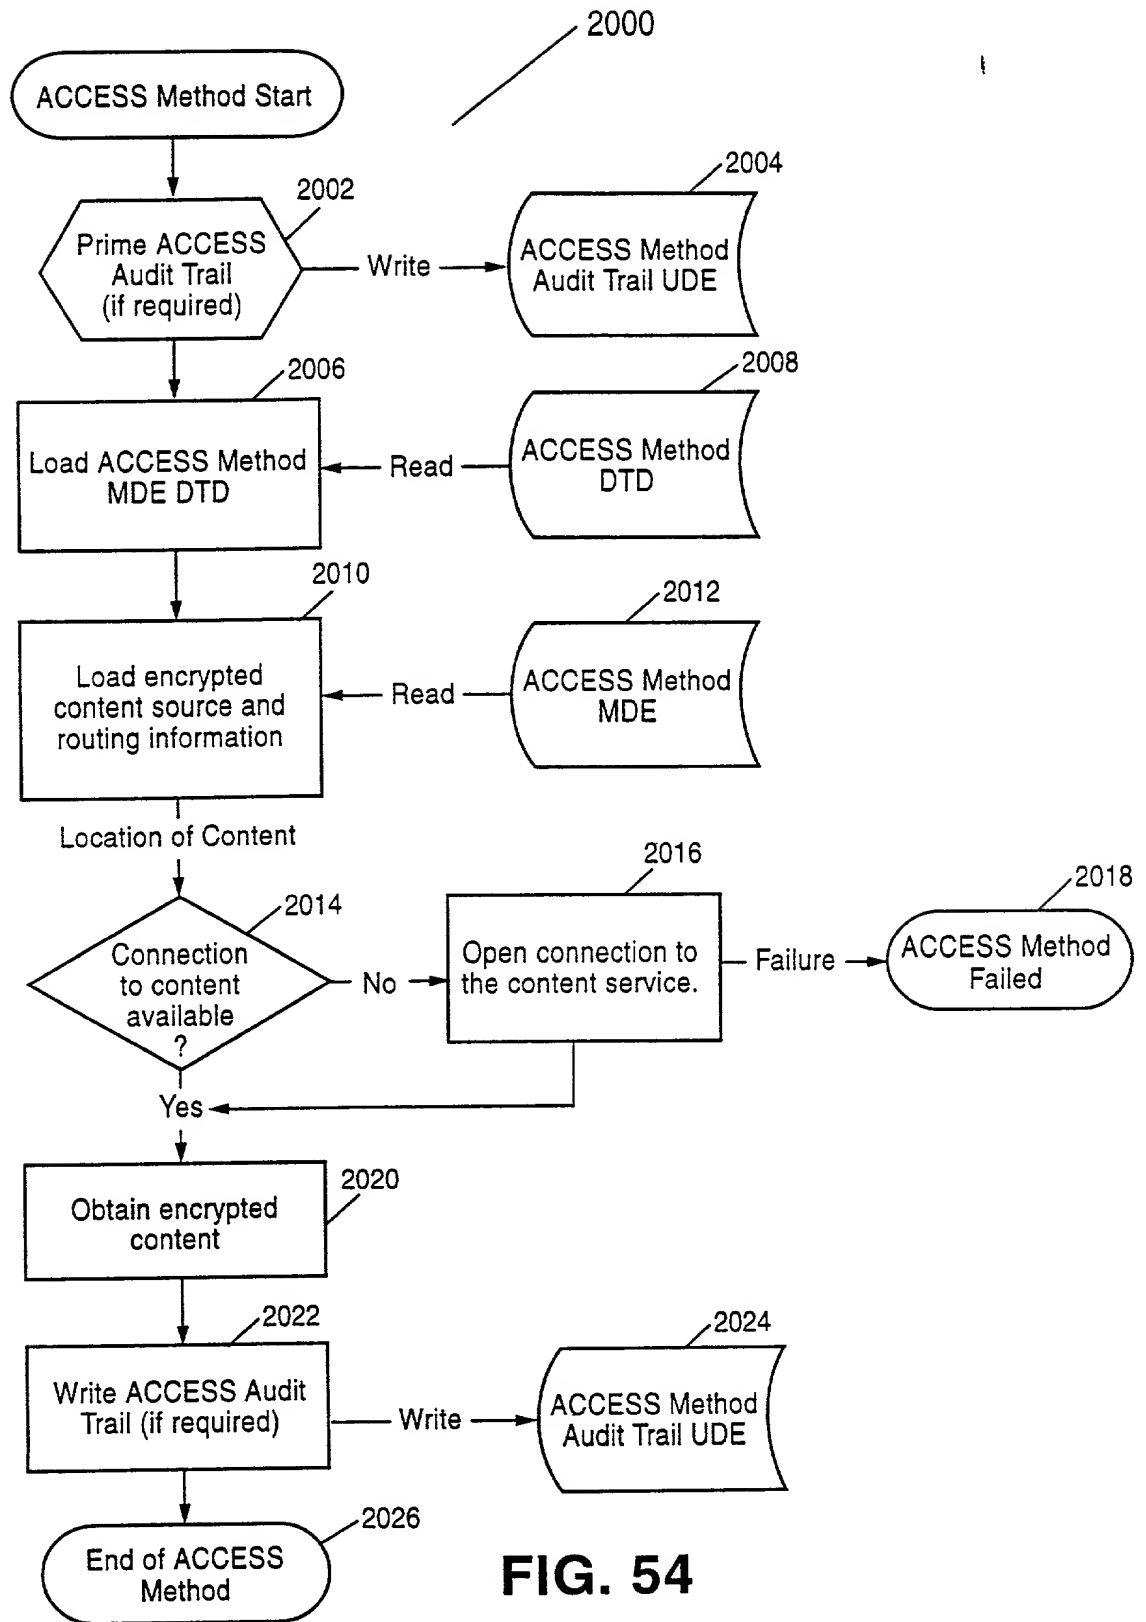 2000
ACCESS Method Start
2002
Prime ACCESS
Audit Trail
(if required)
Write
2004
ACCESS Method
Audit Trail UDE
2006
Load ACCESS Method
MDE DTD
Read
2008
ACCESS Method
DTD
2010
Load encrypted
content source and
routing information
Read
2012
ACCESS Method
MDE
Location of Content
2014
Connection
to content
available
?
No
2016
Open connection to
the content service.
Failure
2018
ACCESS Method
Failed
Yes
2020
Obtain encrypted
content
2022
Write ACCESS Audit
Trail (if required)
Write
2024
ACCESS Method
Audit Trail UDE
2026
End of ACCESS
Method
FIG. 54